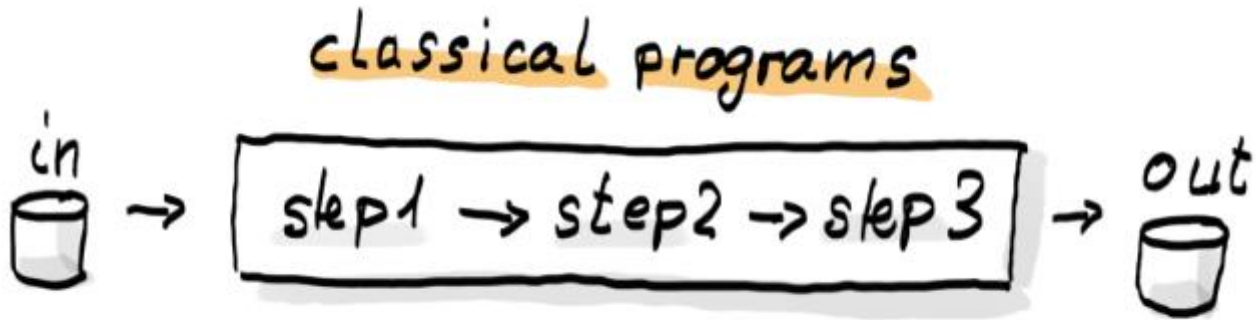 classical programs
in
step1 → step2 → step3
out